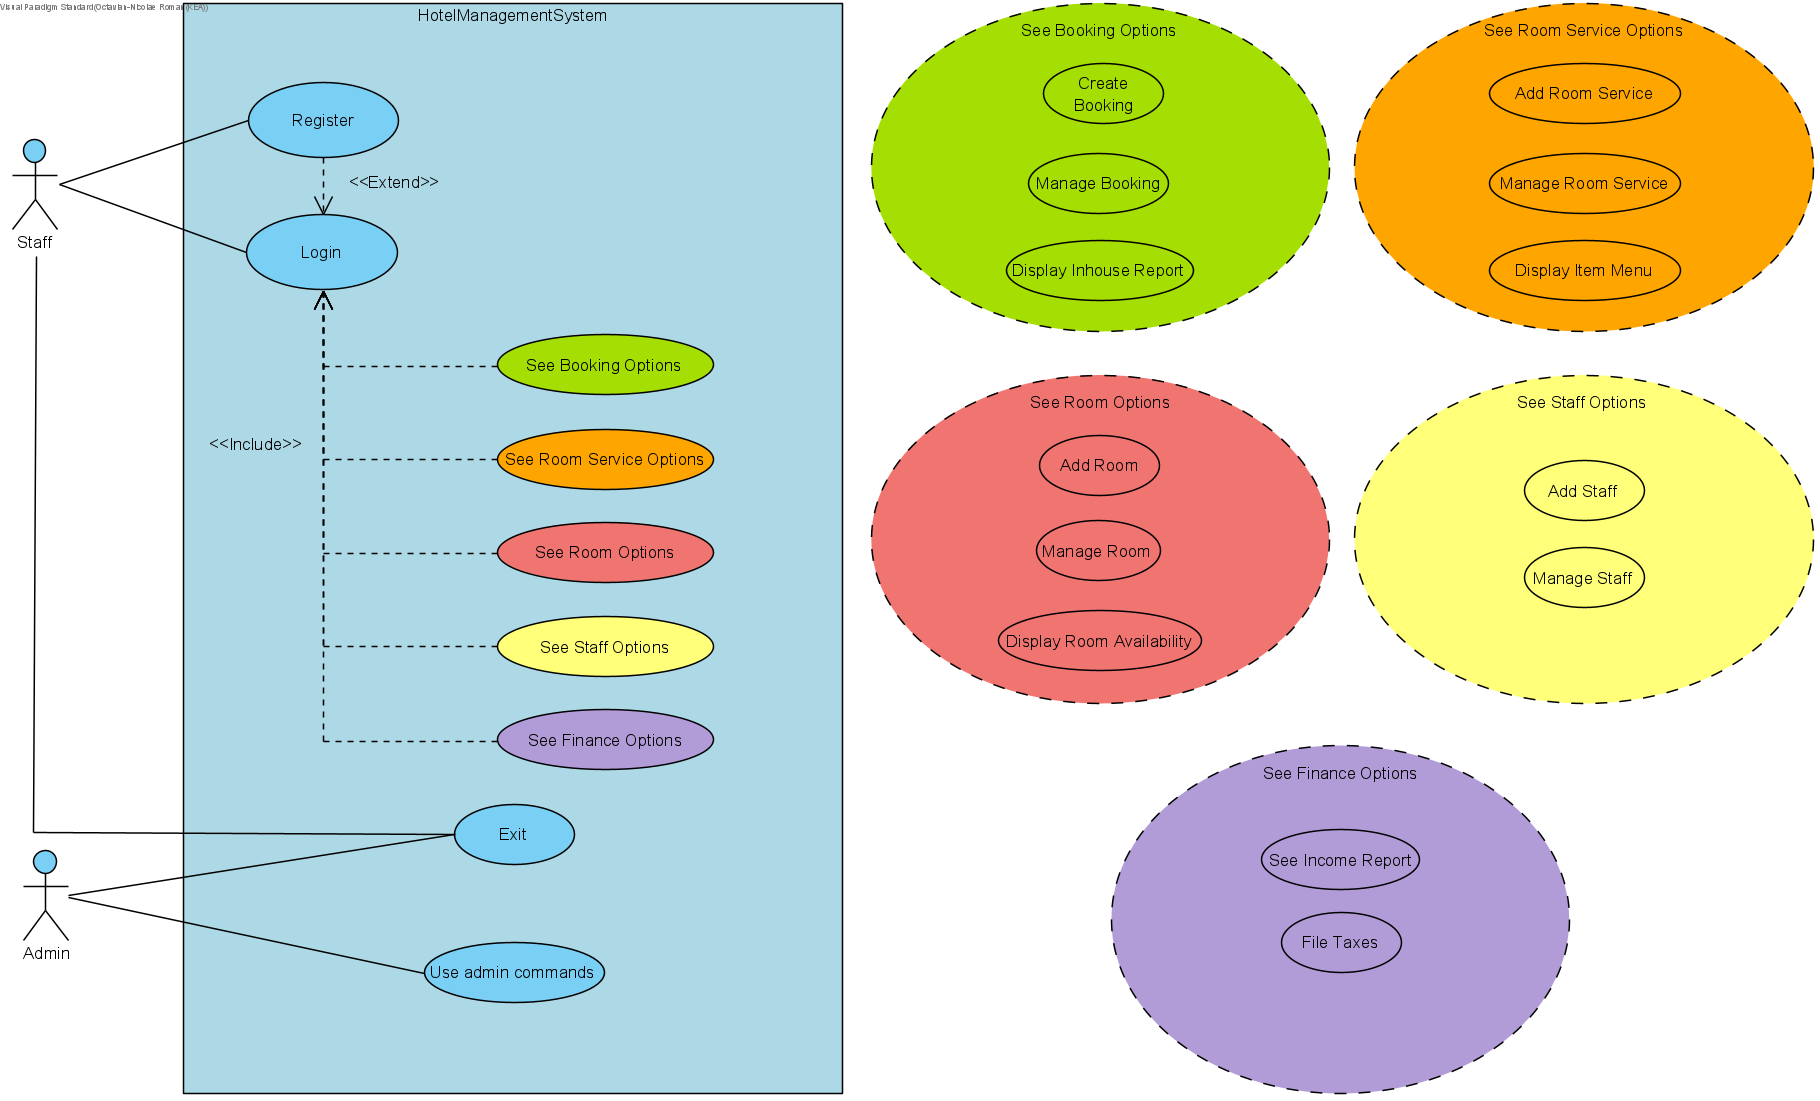 Visual Paradigm Standard(Octavian-Nicolae Roman(KEA))
HotelManagementSystem
Register
<<Extend>>
Staff
Login
See Booking Options
<<Include>>
See Room Service Options
See Room Options
See Staff Options
See Finance Options
Exit
Admin
Use admin commands
See Booking Options
Create
Booking
Manage Booking
Display Inhouse Report
See Room Service Options
Add Room Service
Manage Room Service
Display Item Menu
See Room Options
Add Room
Manage Room
Display Room Availability
See Staff Options
Add Staff
Manage Staff
See Finance Options
See Income Report
File Taxes